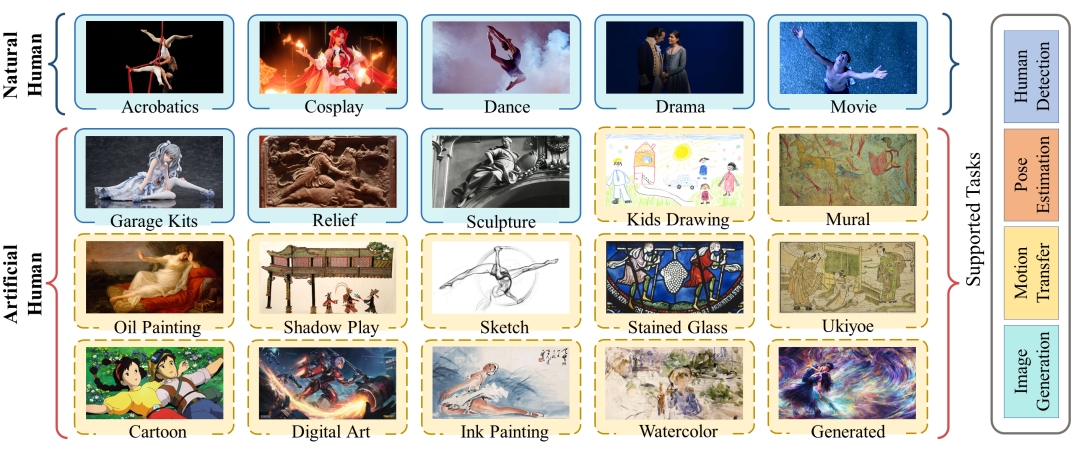 Natural
Human
Acrobatics
Cosplay
Dance
Drama
Movie
Artificial
Human
Garage Kits
Relief
Sculpture
Kids Drawing
Mural
Oil Painting
Shadow Play
Sketch
Stained Glass
Ukiyoe
Cartoon
Digital Art
Ink Painting
Watercolor
Generated
Supported Tasks
Human
Detection
Pose
Estimation
Motion
Transfer
Image
Generation